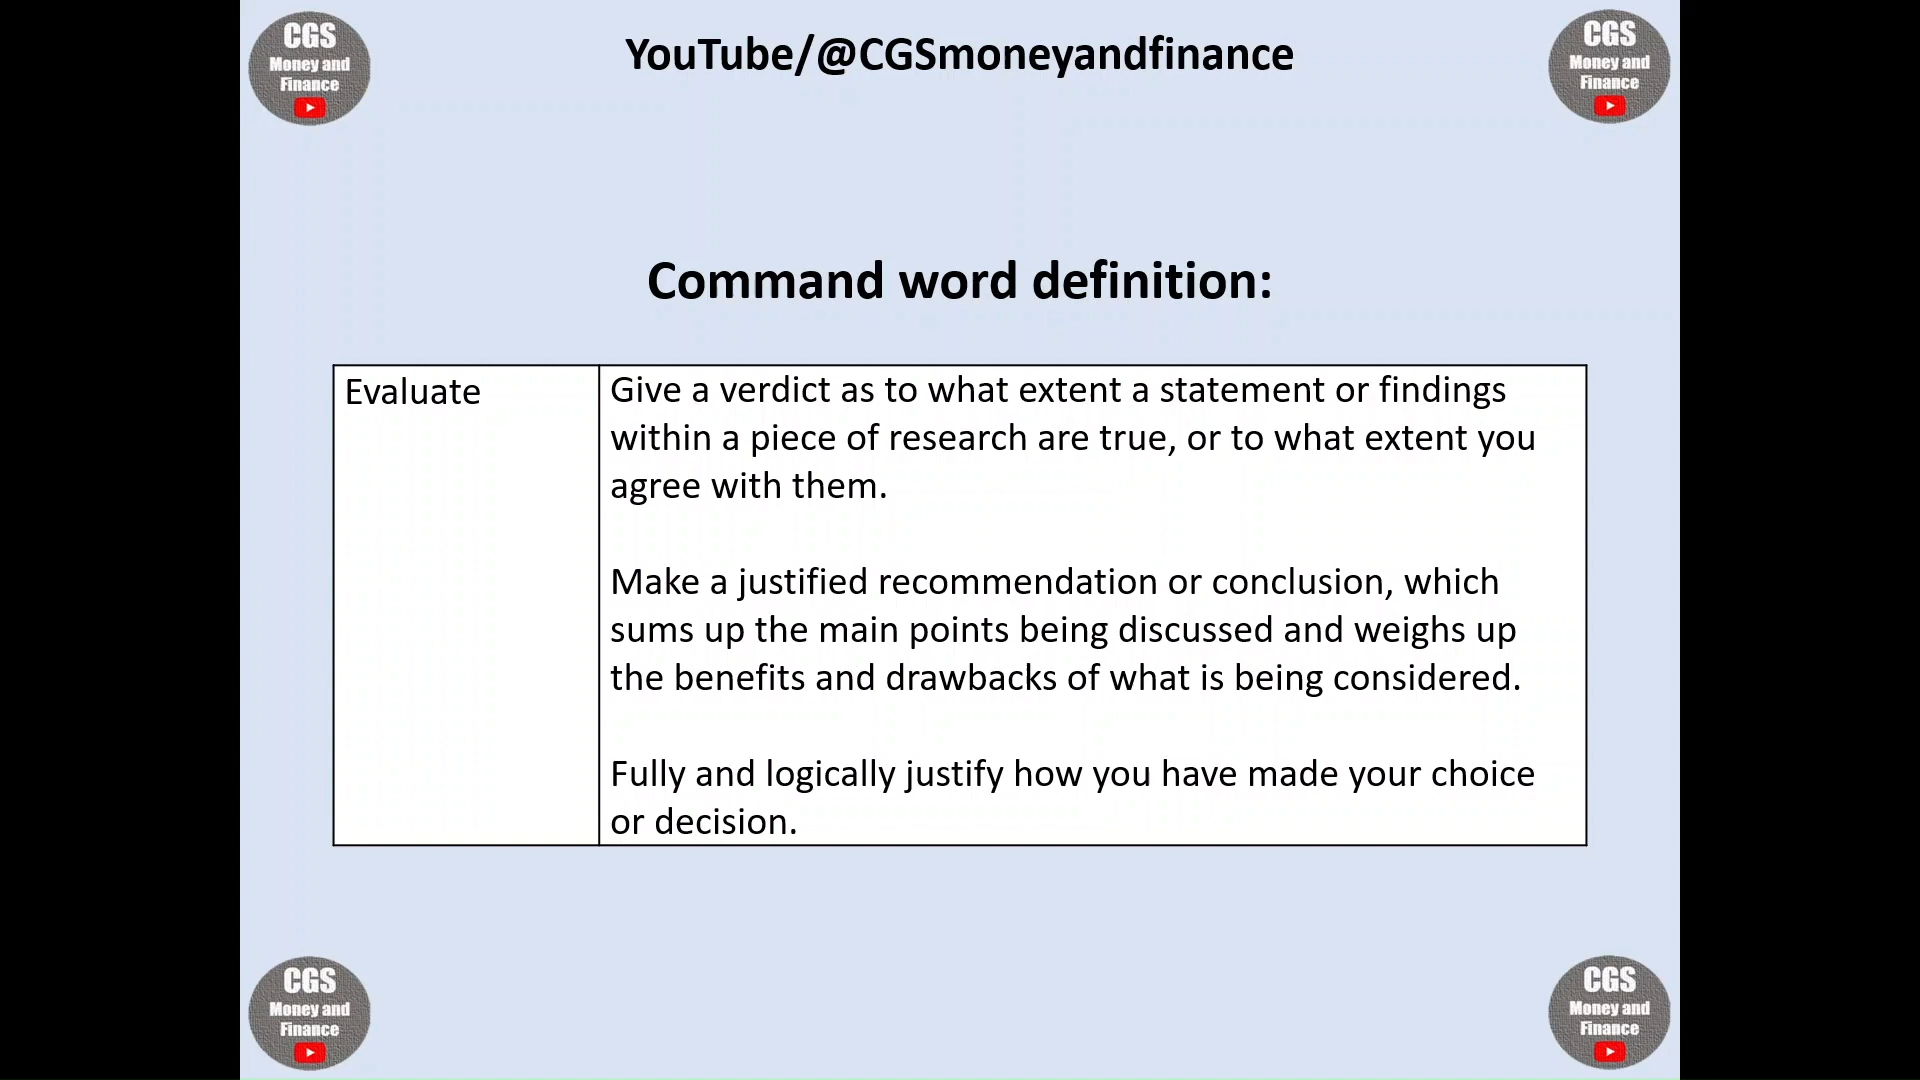 CGS
Money and
Finance
YouTube/@CGSmoneyandfinance
CGS
Money and
Finance
Command word definition:
Evaluate
Give a verdict as to what extent a statement or findings
within a piece of research are true, or to what extent you
agree with them.
Make a justified recommendation or conclusion, which
sums up the main points being discussed and weighs up
the benefits and drawbacks of what is being considered.
Fully and logically justify how you have made your choice
or decision.
CGS
Money and
Finance
CGS
Money and
Finance